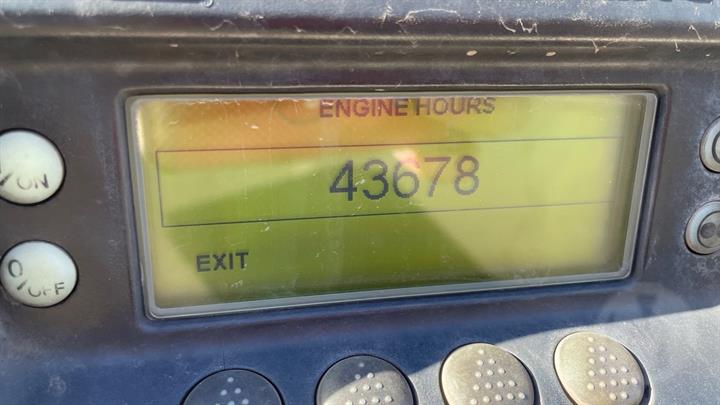 ENGINE HOURS
43678
EXIT
I/ON
O/OFF